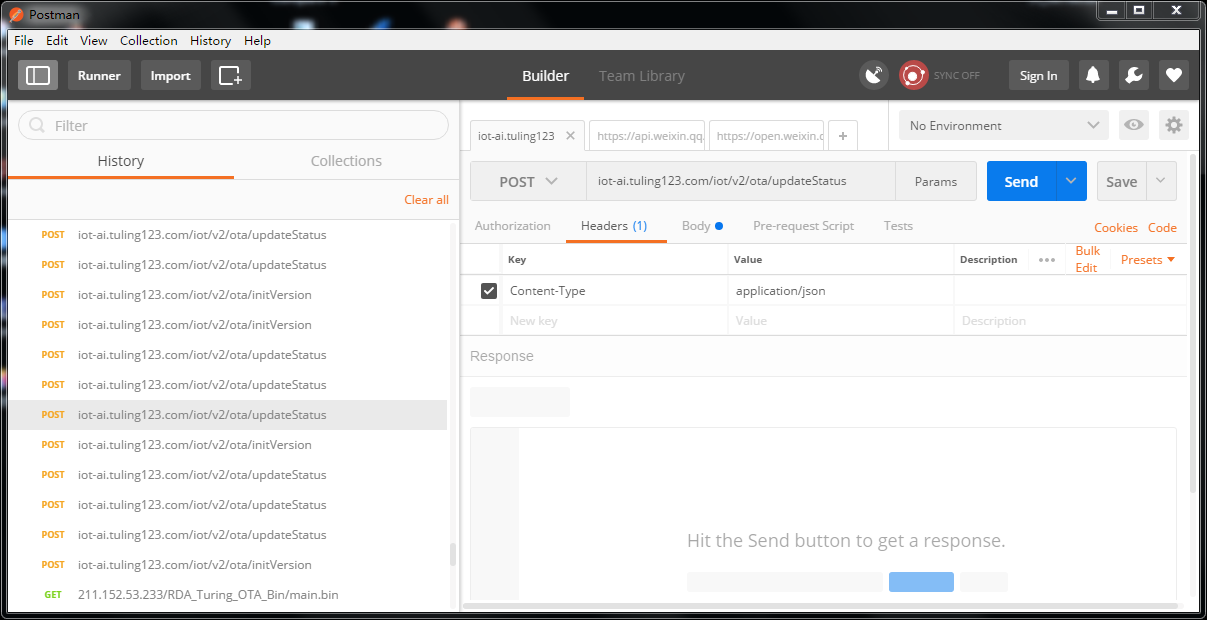 Postman
File Edit View Collection History Help
Runner Import Builder Team Library SYNC OFF Sign In
Filter
History Collections
Clear all
POST iot-ai.tuling123.com/iot/v2/ota/updateStatus
POST iot-ai.tuling123.com/iot/v2/ota/updateStatus
POST iot-ai.tuling123.com/iot/v2/ota/initVersion
POST iot-ai.tuling123.com/iot/v2/ota/initVersion
POST iot-ai.tuling123.com/iot/v2/ota/updateStatus
POST iot-ai.tuling123.com/iot/v2/ota/updateStatus
POST iot-ai.tuling123.com/iot/v2/ota/updateStatus
POST iot-ai.tuling123.com/iot/v2/ota/initVersion
POST iot-ai.tuling123.com/iot/v2/ota/updateStatus
POST iot-ai.tuling123.com/iot/v2/ota/updateStatus
POST iot-ai.tuling123.com/iot/v2/ota/updateStatus
POST iot-ai.tuling123.com/iot/v2/ota/initVersion
GET 211.152.53.233/RDA_Turing_OTA_Bin/main.bin
iot-ai.tuling123 https://api.weixin.qq. https://open.weixin.c + No Environment
POST iot-ai.tuling123.com/iot/v2/ota/updateStatus Params Send Save
Authorization Headers (1) Body Pre-request Script Tests Cookies Code
Key Value Description ••• Bulk Edit Presets
Content-Type application/json
New key Value Description
Response
Hit the Send button to get a response.